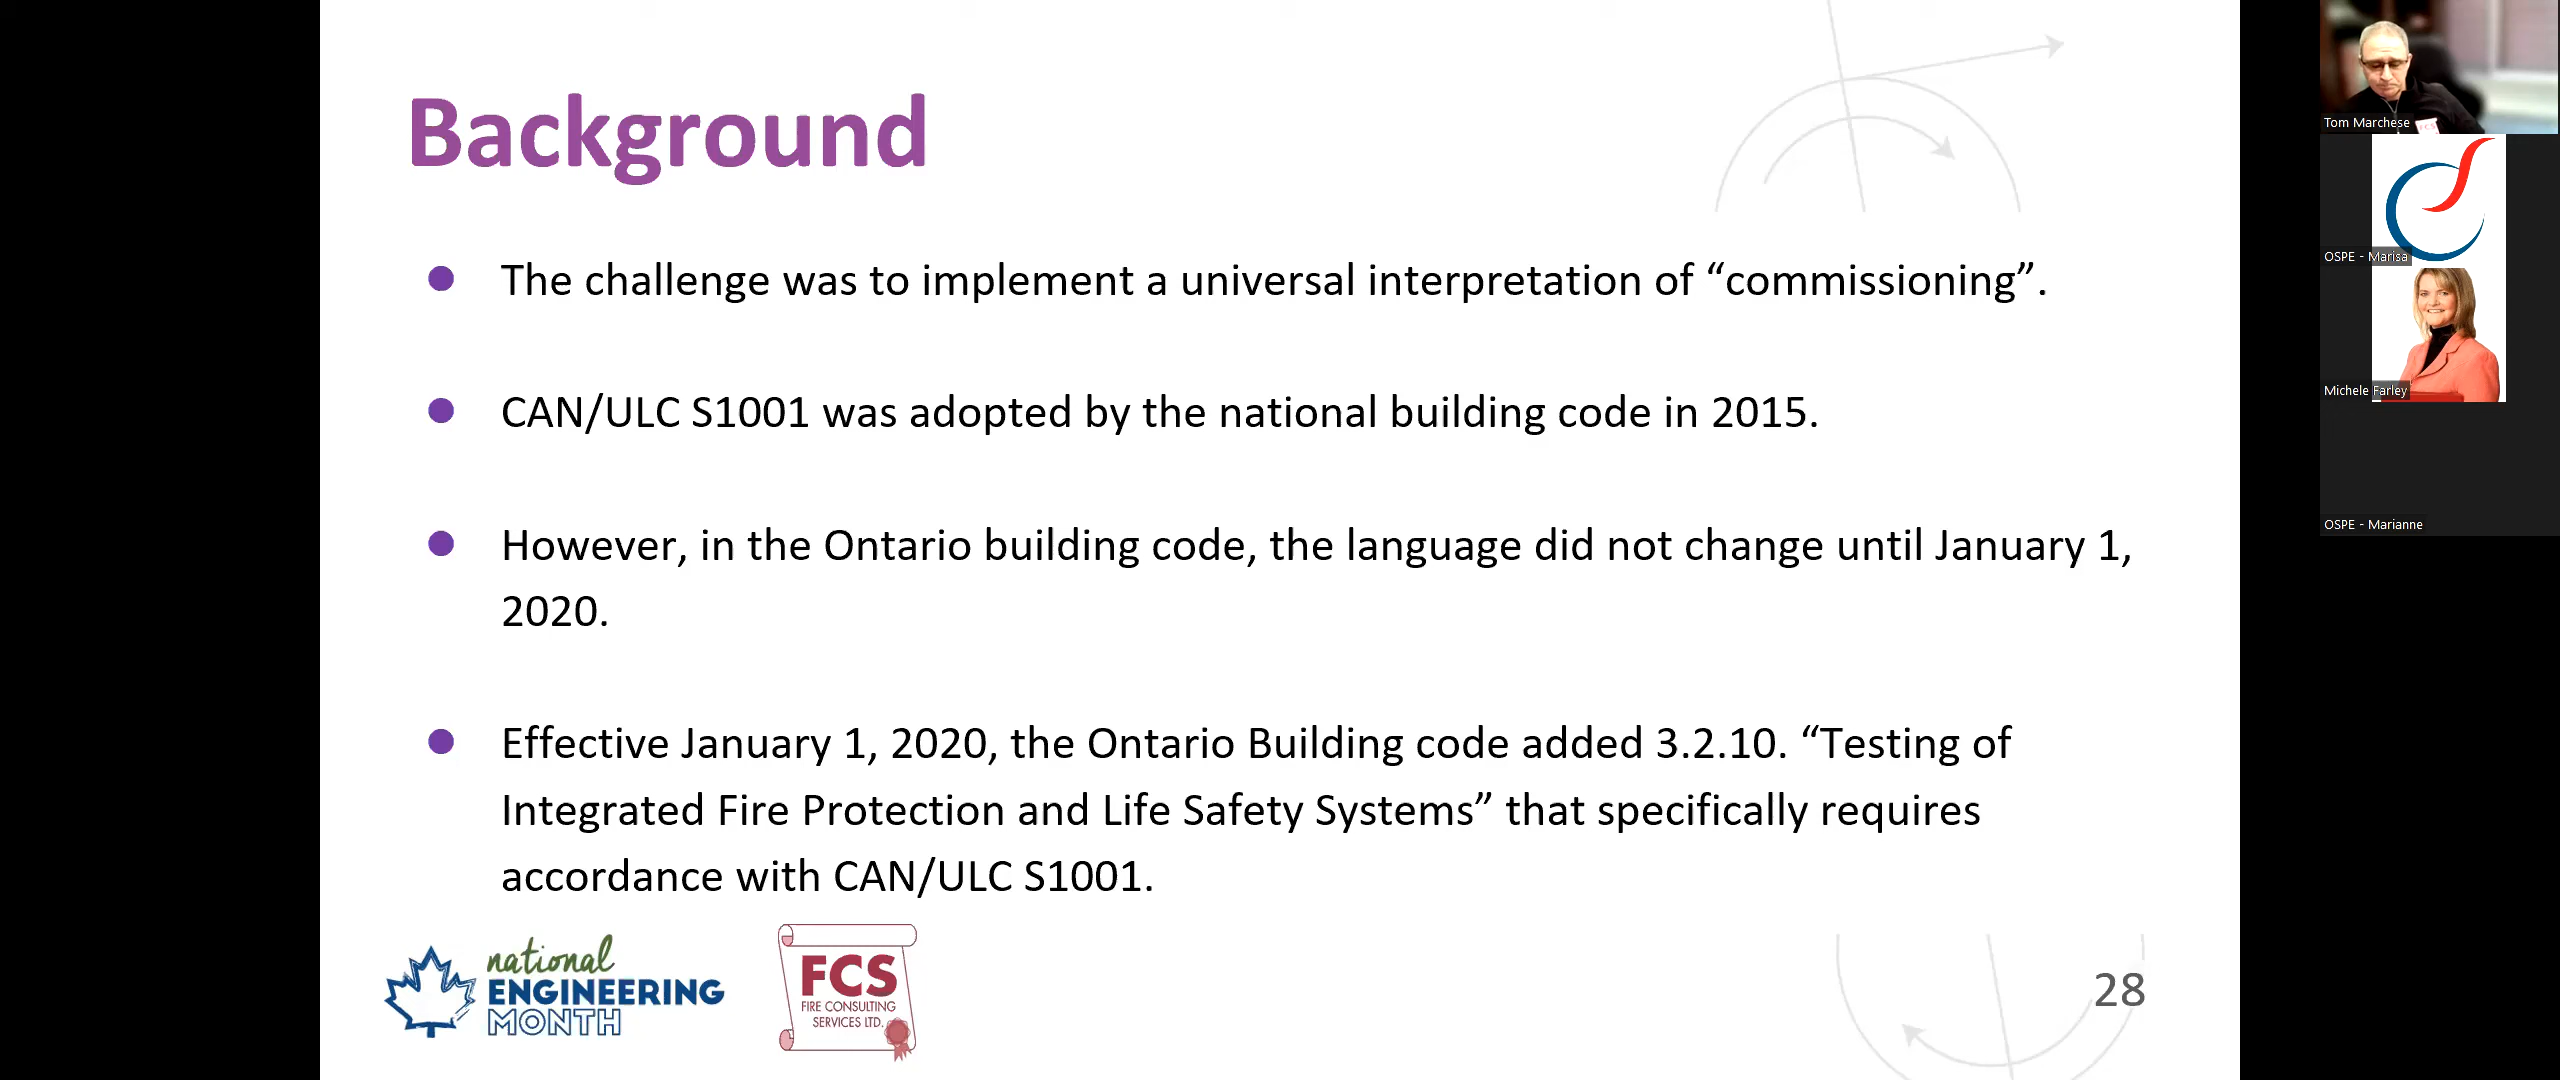 Background
The challenge was to implement a universal interpretation of “commissioning”.
CAN/ULC S1001 was adopted by the national building code in 2015.
However, in the Ontario building code, the language did not change until January 1,
2020.
Effective January 1, 2020, the Ontario Building code added 3.2.10. “Testing of
Integrated Fire Protection and Life Safety Systems” that specifically requires
accordance with CAN/ULC S1001.
national
ENGINEERING
MONTH
FCS
FIRE CONSULTING
SERVICES LTD.
28
Tom Marchese
FCS
OSPE - Marisa
Michele Farley
OSPE - Marianne